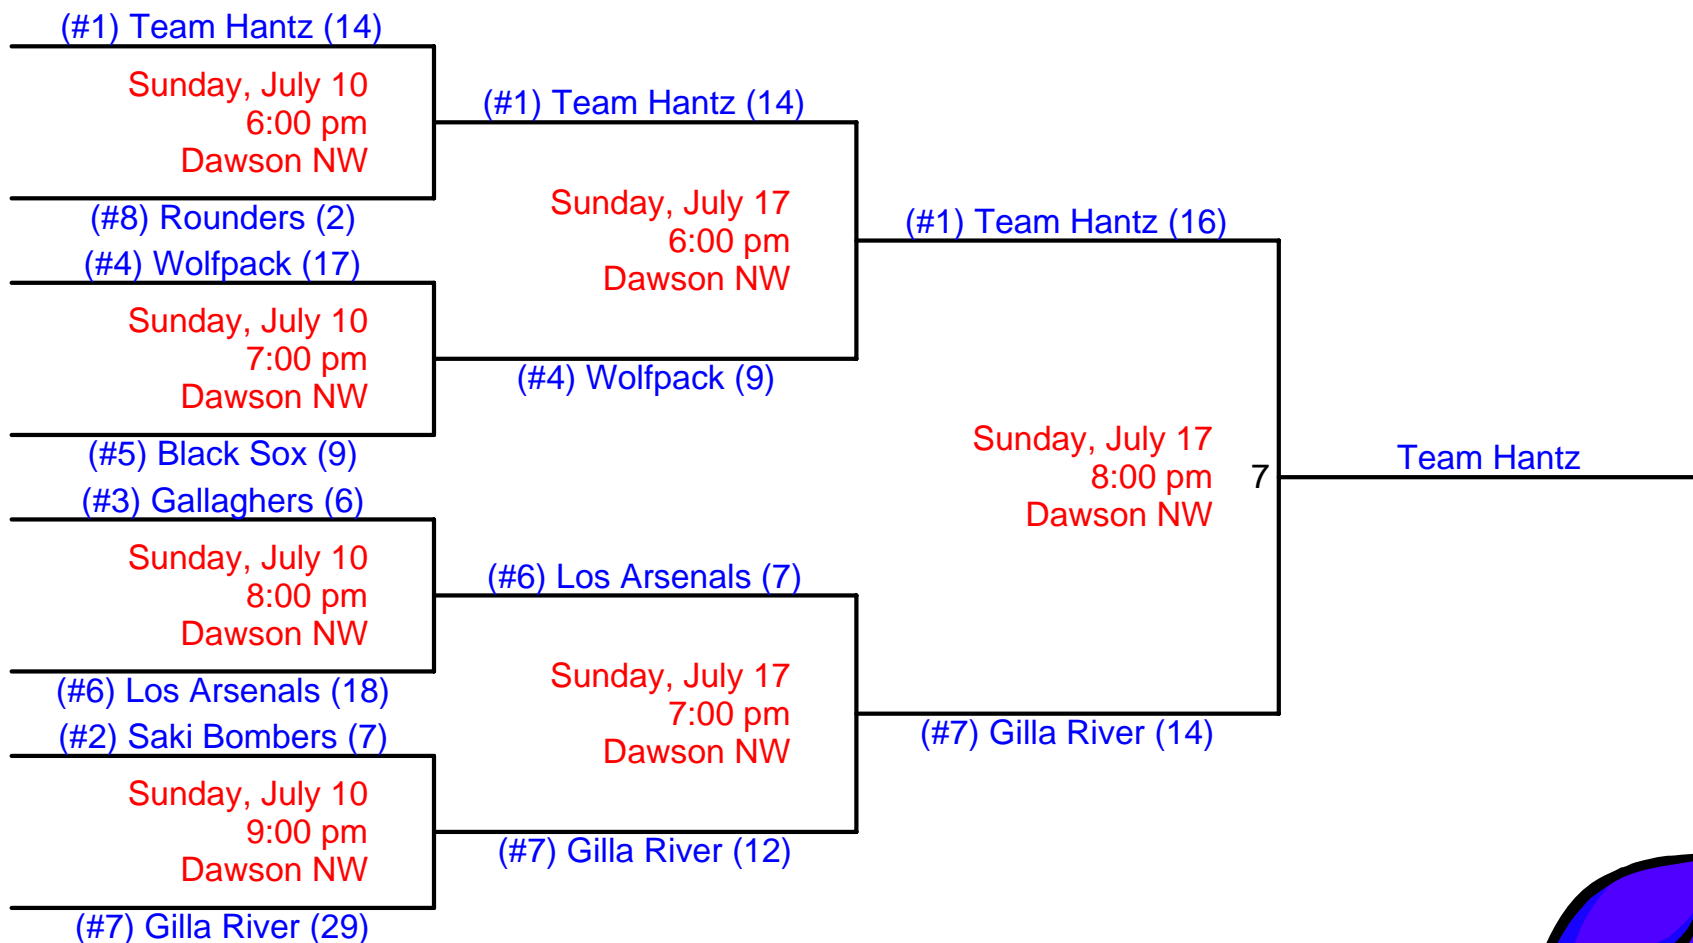 (#1) Team Hantz (14)
Sunday, July 10
6:00 pm
Dawson NW
(#8) Rounders (2)
(#4) Wolfpack (17)
Sunday, July 10
7:00 pm
Dawson NW
(#5) Black Sox (9)
(#3) Gallaghers (6)
Sunday, July 10
8:00 pm
Dawson NW
(#6) Los Arsenals (18)
(#2) Saki Bombers (7)
Sunday, July 10
9:00 pm
Dawson NW
(#7) Gilla River (29)
(#1) Team Hantz (14)
Sunday, July 17
6:00 pm
Dawson NW
(#4) Wolfpack (9)
(#6) Los Arsenals (7)
Sunday, July 17
7:00 pm
Dawson NW
(#7) Gilla River (12)
(#1) Team Hantz (16)
Sunday, July 17
8:00 pm 7
Dawson NW
(#7) Gilla River (14)
Team Hantz